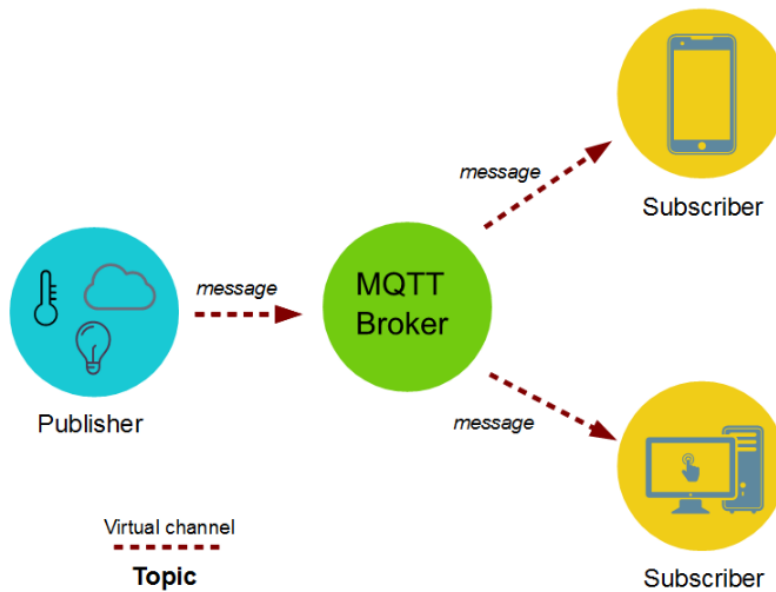 message
Subscriber
message
MQTT
Broker
Publisher
message
Virtual channel
Topic
Subscriber